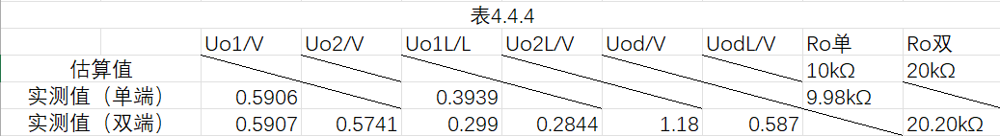 表4.4.4
Uo1/V Uo2/V Uo1L/L Uo2L/V Uod/V UodL/V Ro单 Ro双
估算值 10kΩ 20kΩ
实测值（单端） 0.5906 0.3939 9.98kΩ
实测值（双端） 0.5907 0.5741 0.299 0.2844 1.18 0.587 20.20kΩ